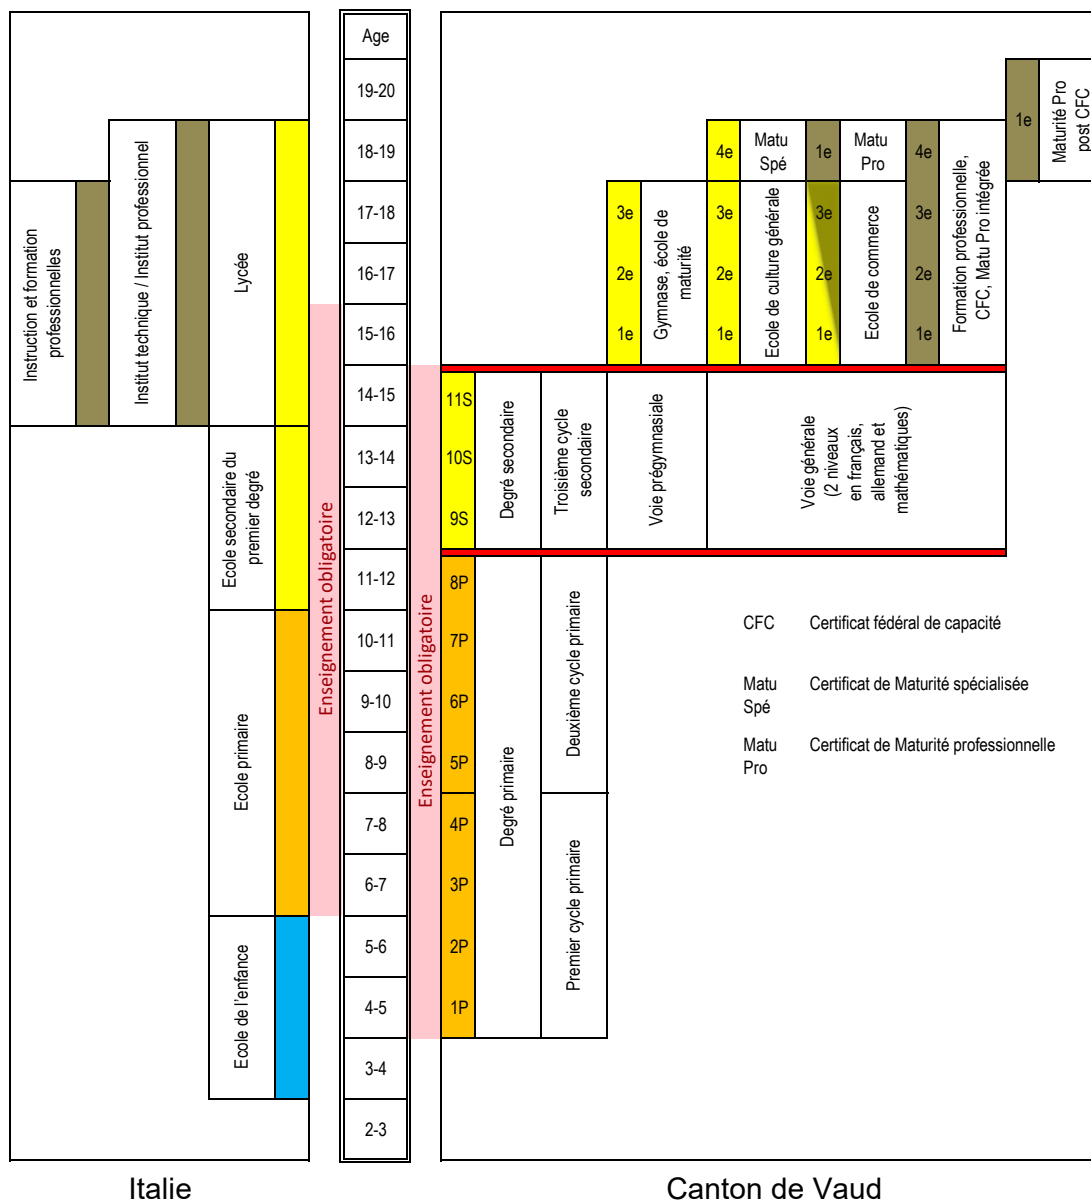 Instruction et formation
professionnelles
Institut technique / Institut professionnel
Lycée
Ecole secondaire du
premier degré
Ecole primaire
Ecole de l'enfance
Enseignement obligatoire
Age
19-20
18-19
17-18
16-17
15-16
14-15
13-14
12-13
11-12
10-11
9-10
8-9
7-8
6-7
5-6
4-5
3-4
2-3
Enseignement obligatoire
11S
10S
9S
8P
7P
6P
5P
4P
3P
2P
1P
Degré secondaire
Degré primaire
Troisième cycle
secondaire
Deuxième cycle primaire
Premier cycle primaire
Voie prégymnasiale
Voie générale
(2 niveaux
en français,
allemand et
mathématiques)
3e
2e
1e
Gymnase, école de
maturité
4e
3e
2e
1e
Matu
Spé
Ecole de culture générale
1e
3e
2e
1e
Matu
Pro
Ecole de commerce
4e
3e
2e
1e
Formation professionnelle,
CFC, Matu Pro intégrée
1e
Maturité Pro
post CFC
CFC Certificat fédéral de capacité
Matu Certificat de Maturité spécialisée
Spé
Matu Certificat de Maturité professionnelle
Pro
Italie
Canton de Vaud